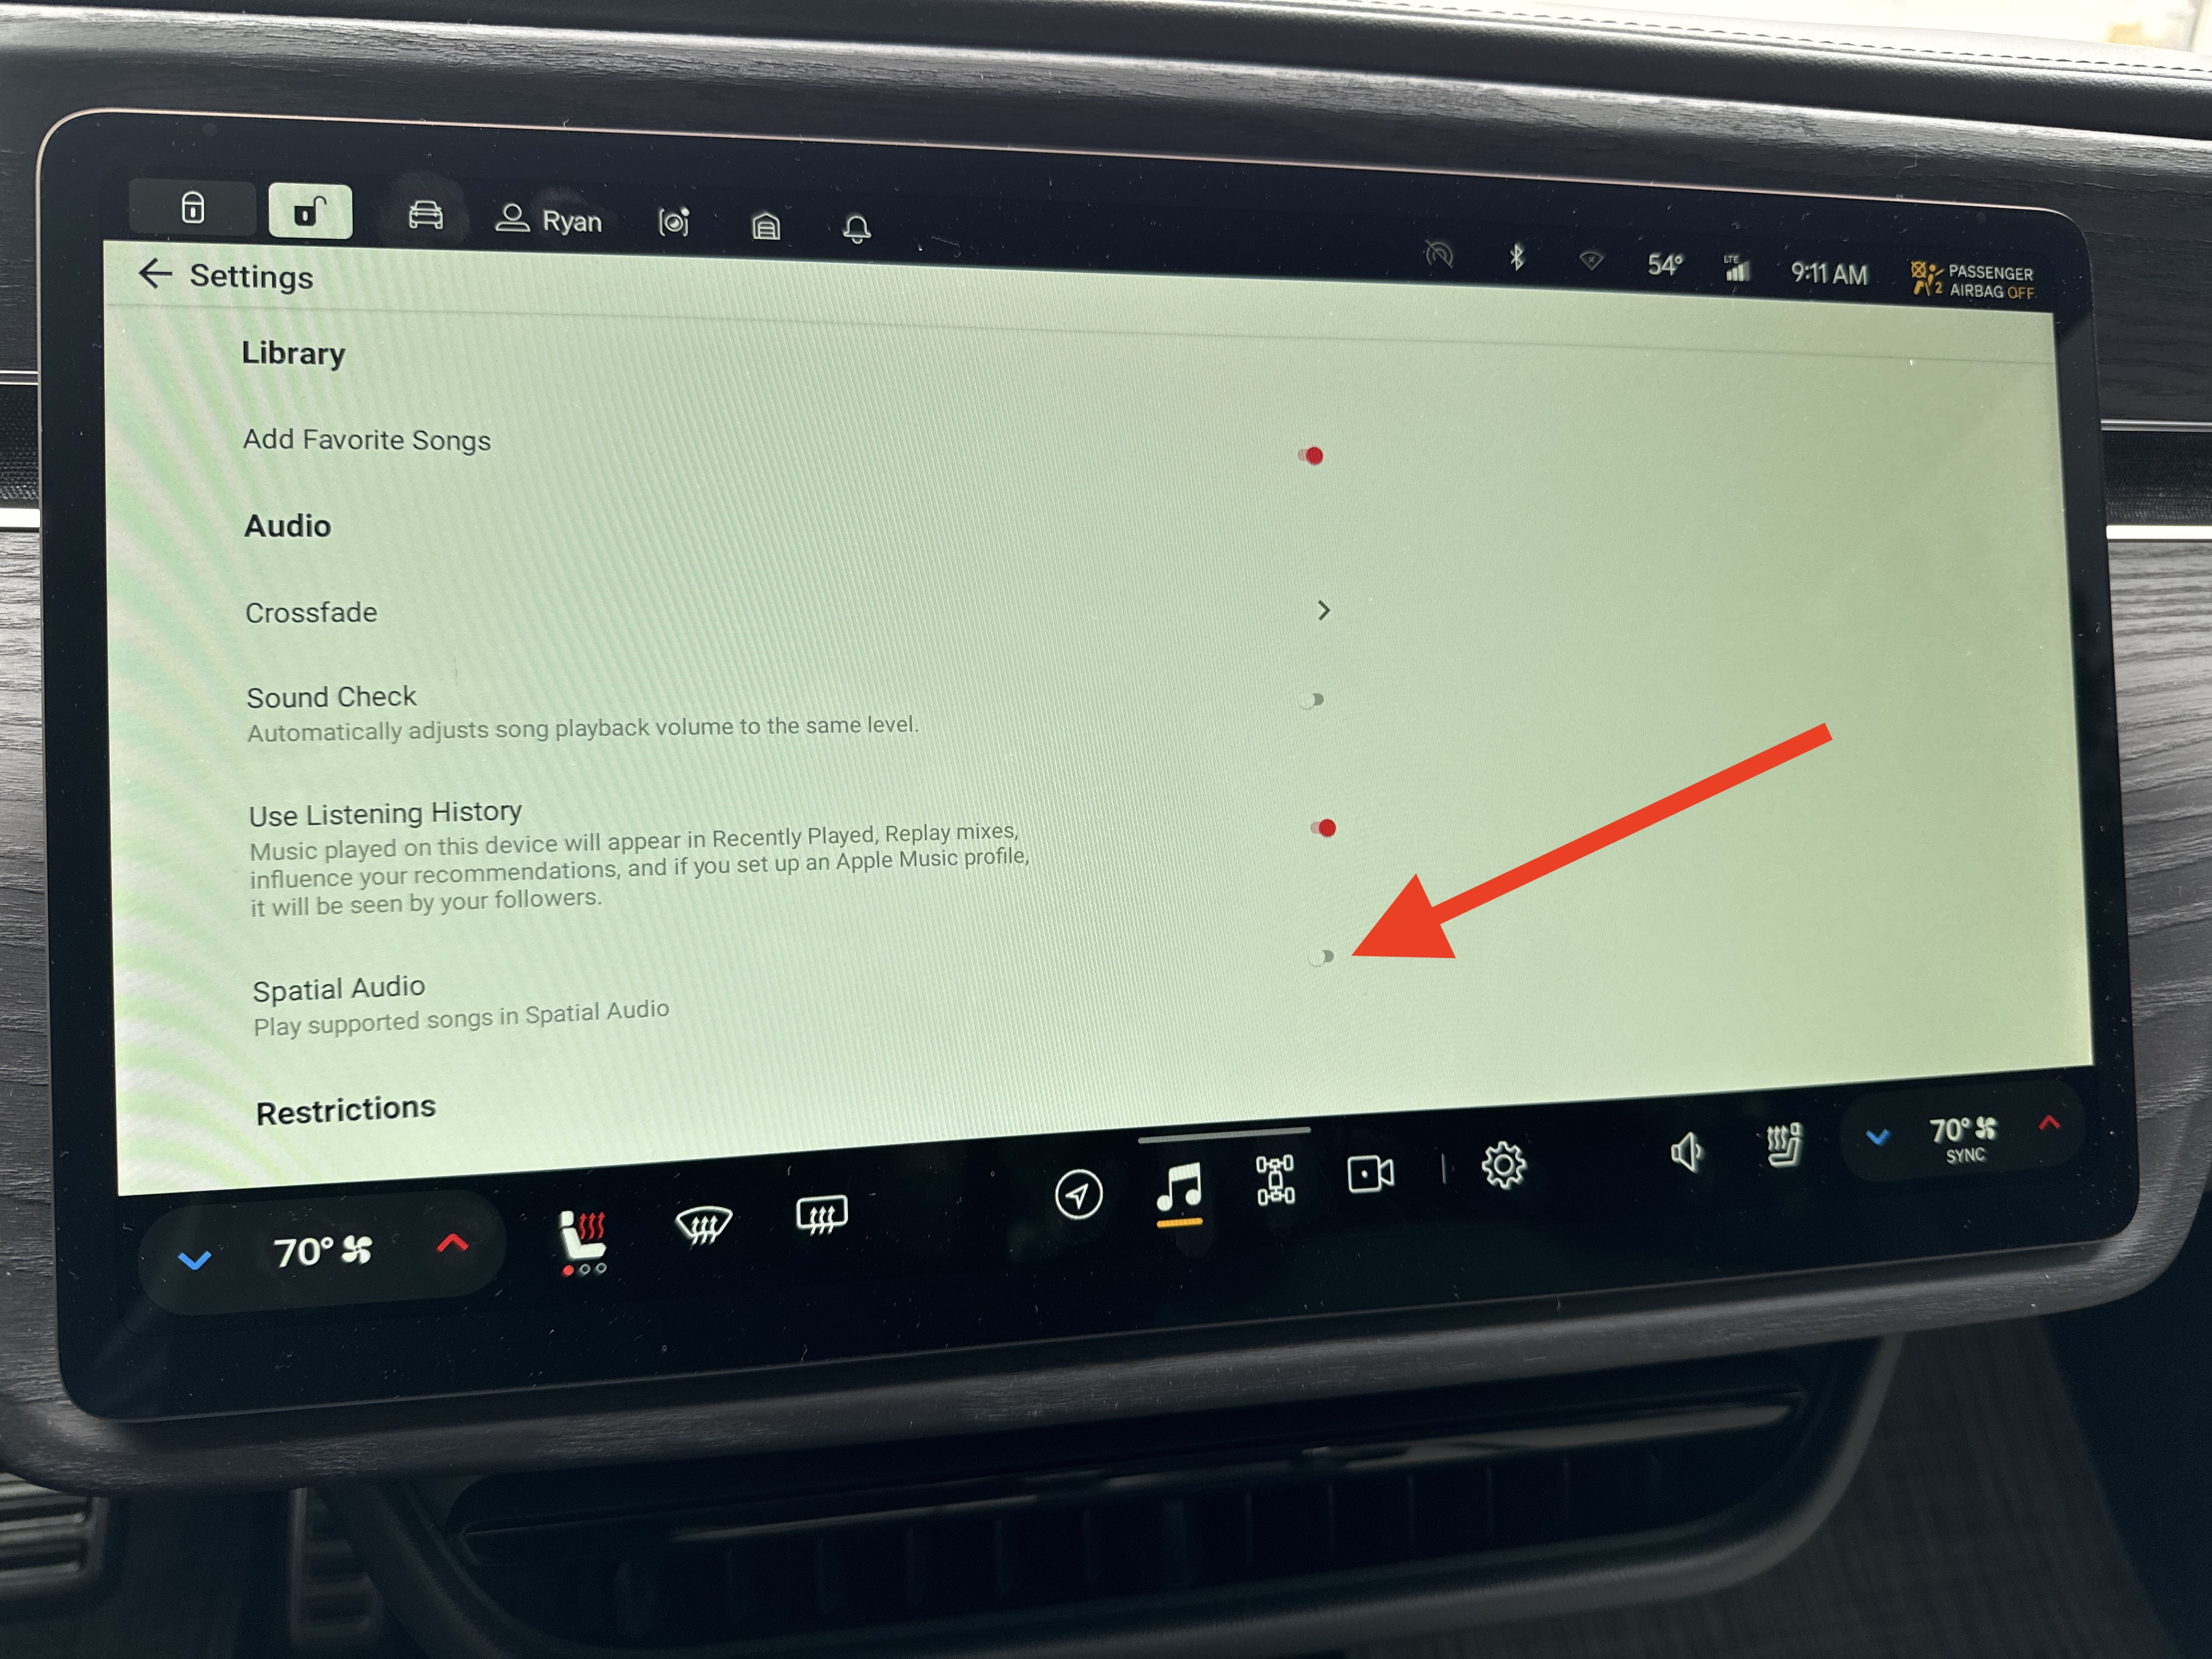 Ryan
54°
LTE
9:11 AM
PASSENGER
2 AIRBAG OFF
Settings
Library
Add Favorite Songs
Audio
Crossfade
Sound Check
Automatically adjusts song playback volume to the same level.
Use Listening History
Music played on this device will appear in Recently Played, Replay mixes,
influence your recommendations, and if you set up an Apple Music profile,
it will be seen by your followers.
Spatial Audio
Play supported songs in Spatial Audio
Restrictions
70°
70°
SYNC